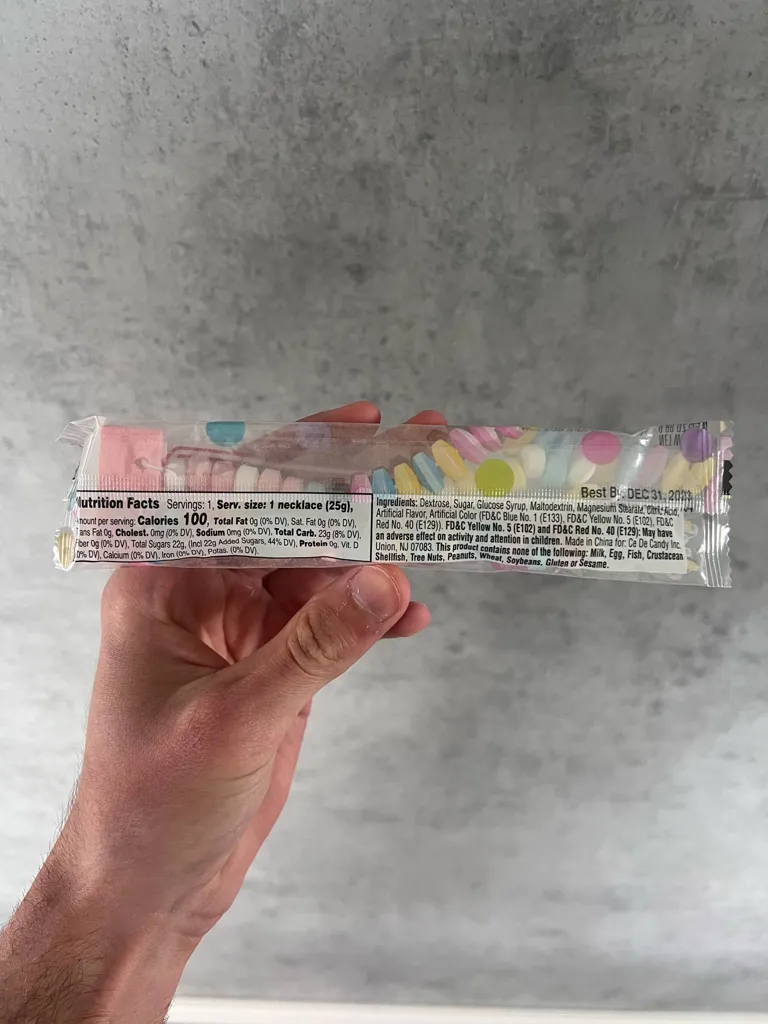 Best By: DEC 31, 20
Nutrition Facts Servings: 1, Serv. size: 1 necklace (25g),
Amount per serving: Calories 100, Total Fat 0g (0% DV), Sat. Fat 0g (0% DV),
Trans Fat 0g, Cholest. 0mg (0% DV), Sodium 0mg (0% DV), Total Carb. 23g (8% DV),
Fiber 0g (0% DV), Total Sugars 22g, (Incl 22g Added Sugars, 44% DV), Protein 0g, Vit. D
(0% DV), Calcium (0% DV), Iron (0% DV), Potas. (0% DV).
Ingredients: Dextrose, Sugar, Glucose Syrup, Maltodextrin, Magnesium Stearate, Citric Acid,
Artificial Flavor, Artificial Color (FD&C Blue No. 1 (E133), FD&C Yellow No. 5 (E102), FD&C
Red No. 40 (E129)). FD&C Yellow No. 5 (E102) and FD&C Red No. 40 (E129): May have
an adverse effect on activity and attention in children. Made in China for: Ce De Candy Inc.
Union, NJ 07083. This product contains none of the following: Milk, Egg, Fish, Crustacean
Shellfish, Tree Nuts, Peanuts, Wheat, Soybeans, Gluten or Sesame.